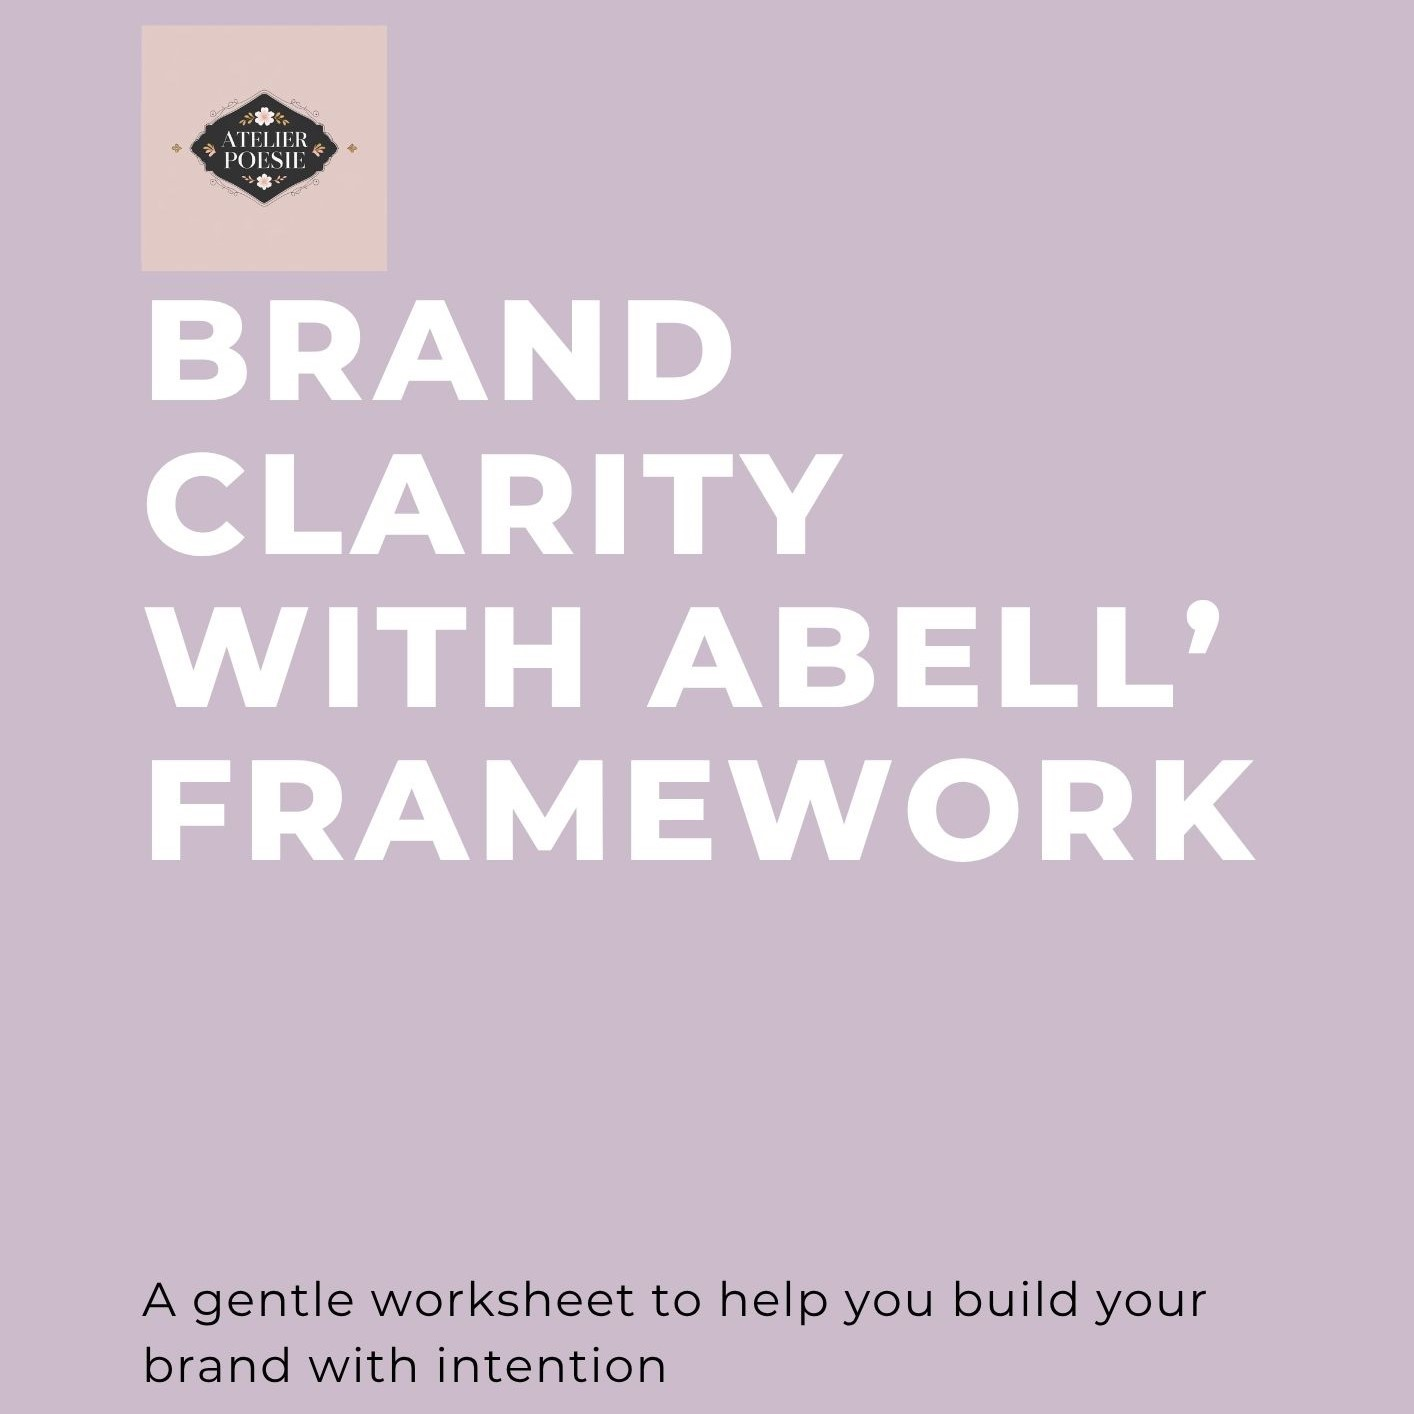 ATELIER
POESIE
BRAND
CLARITY
WITH ABELL’
FRAMEWORK
A gentle worksheet to help you build your
brand with intention